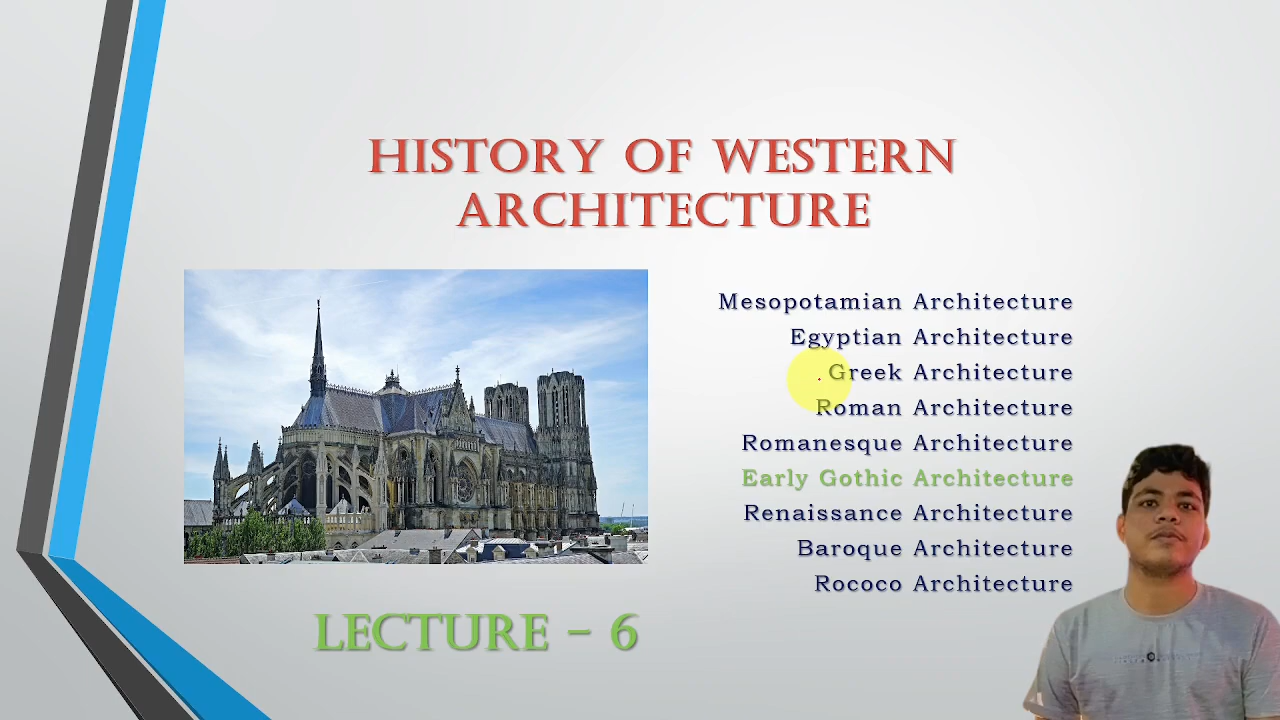 HISTORY OF WESTERN
ARCHITECTURE
Mesopotamian Architecture
Egyptian Architecture
Greek Architecture
Roman Architecture
Romanesque Architecture
Early Gothic Architecture
Renaissance Architecture
Baroque Architecture
Rococo Architecture
LECTURE – 6